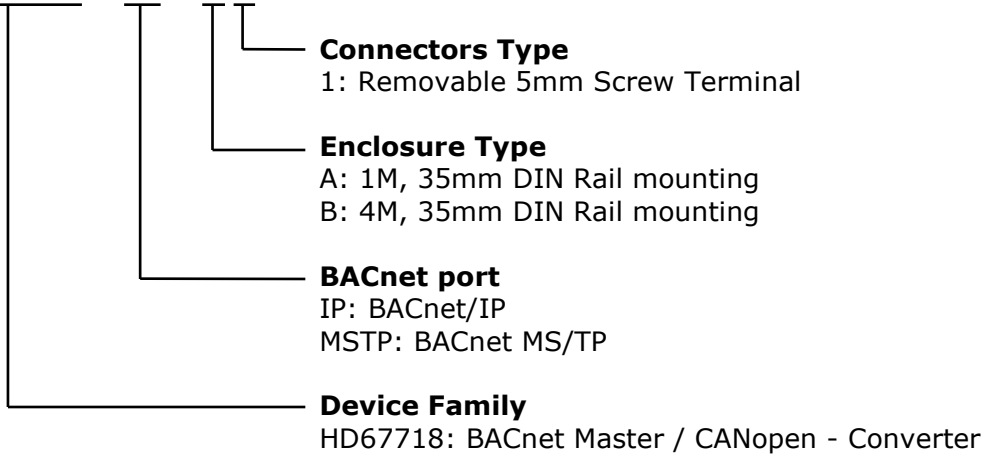 Connectors Type
1: Removable 5mm Screw Terminal
Enclosure Type
A: 1M, 35mm DIN Rail mounting
B: 4M, 35mm DIN Rail mounting
BACnet port
IP: BACnet/IP
MSTP: BACnet MS/TP
Device Family
HD67718: BACnet Master / CANopen - Converter